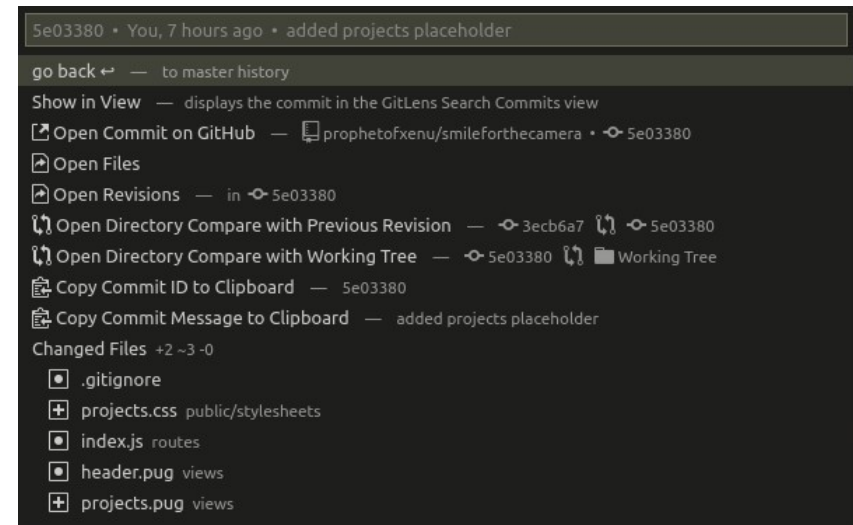 5e03380 • You, 7 hours ago • added projects placeholder
go back ↩ — to master history
Show in View — displays the commit in the GitLens Search Commits view
Open Commit on GitHub — prophetofxenu/smileforthecamera • 5e03380
Open Files
Open Revisions — in 5e03380
Open Directory Compare with Previous Revision — 3ecb6a7 5e03380
Open Directory Compare with Working Tree — 5e03380 Working Tree
Copy Commit ID to Clipboard — 5e03380
Copy Commit Message to Clipboard — added projects placeholder
Changed Files +2 ~3 -0
.gitignore
projects.css public/stylesheets
index.js routes
header.pug views
projects.pug views